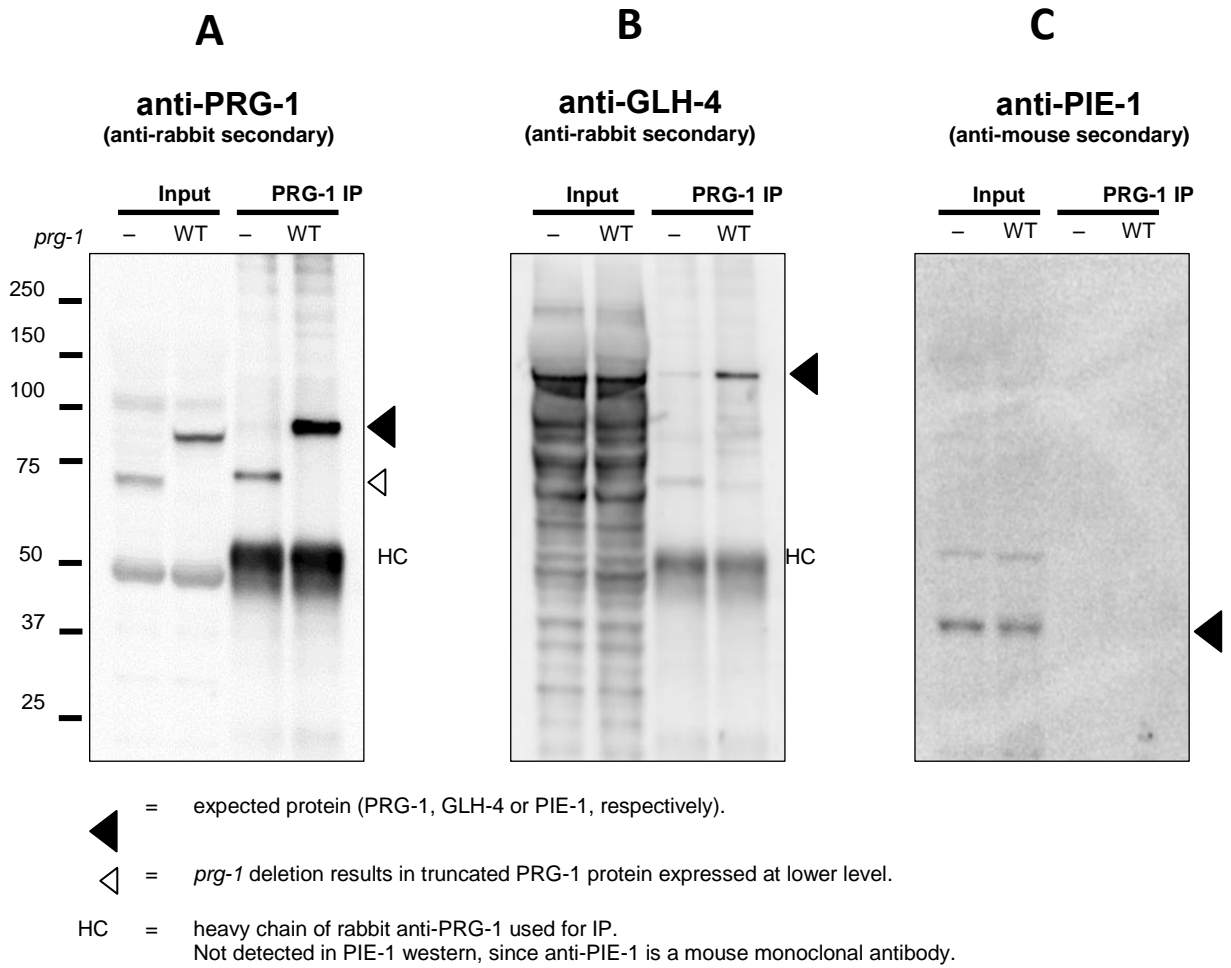 A
anti-PRG-1
(anti-rabbit secondary)
Input PRG-1 IP
prg-1 – WT – WT
250
150
100
75
50
37
25
HC
B
anti-GLH-4
(anti-rabbit secondary)
Input PRG-1 IP
– WT – WT
HC
C
anti-PIE-1
(anti-mouse secondary)
Input PRG-1 IP
– WT – WT
= expected protein (PRG-1, GLH-4 or PIE-1, respectively).
= prg-1 deletion results in truncated PRG-1 protein expressed at lower level.
HC = heavy chain of rabbit anti-PRG-1 used for IP.
Not detected in PIE-1 western, since anti-PIE-1 is a mouse monoclonal antibody.